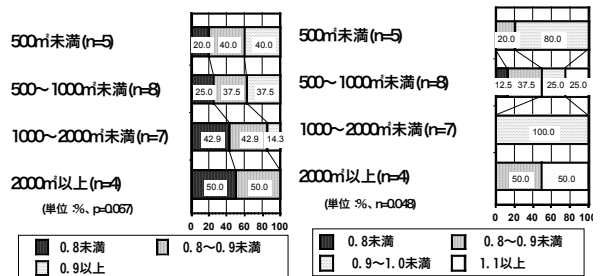 500㎡未満(n=5)
20.0 40.0 40.0
500～1000㎡未満(n=8)
25.0 37.5 37.5
1000～2000㎡未満(n=7)
42.9 42.9 14.3
2000㎡以上(n=4)
50.0 50.0
(単位:%、p=0.067)
0 20 40 60 80 100
0.8未満 0.8～0.9未満
0.9以上
500㎡未満(n=5)
20.0 80.0
500～1000㎡未満(n=8)
12.5 37.5 25.0 25.0
1000～2000㎡未満(n=7)
100.0
2000㎡以上(n=4)
50.0 50.0
(単位:%、n=0.048)
0 20 40 60 80 100
0.8未満 0.8～0.9未満
0.9～1.0未満 1.1以上